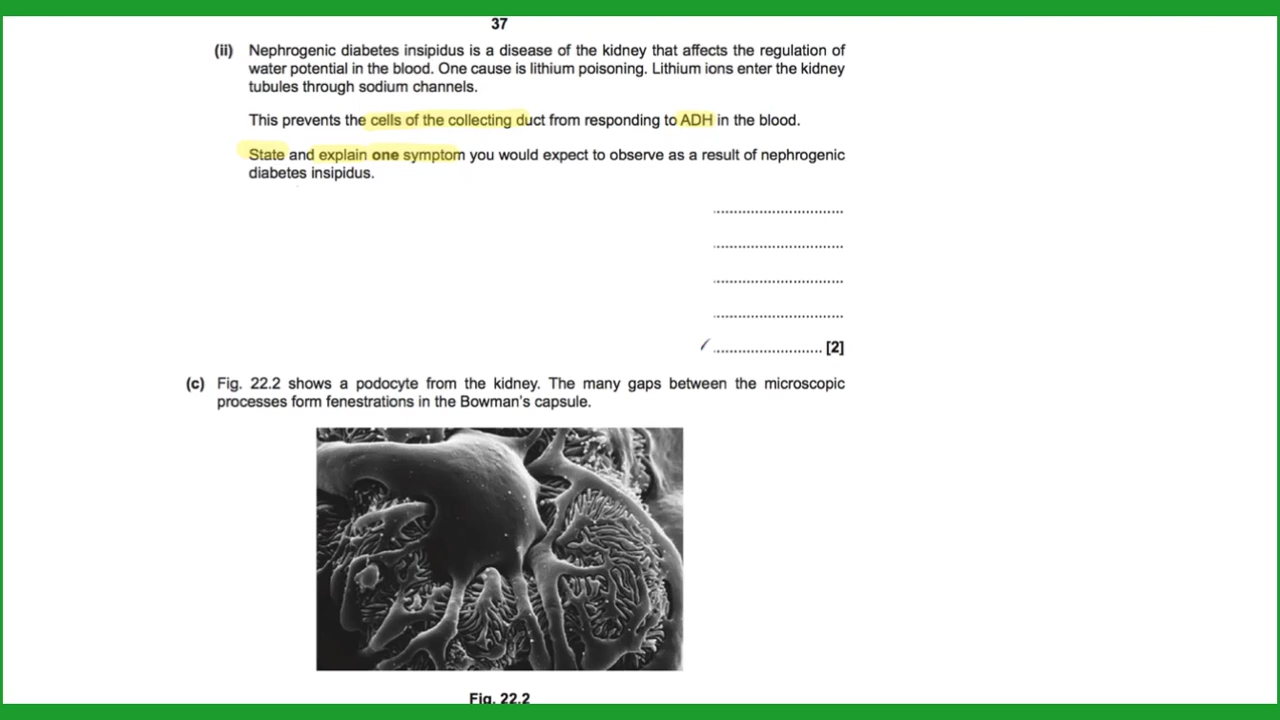 37
(ii) Nephrogenic diabetes insipidus is a disease of the kidney that affects the regulation of
water potential in the blood. One cause is lithium poisoning. Lithium ions enter the kidney
tubules through sodium channels.
This prevents the cells of the collecting duct from responding to ADH in the blood.
State and explain one symptom you would expect to observe as a result of nephrogenic
diabetes insipidus.
...............................
...............................
...............................
...............................
.......................... [2]
(c) Fig. 22.2 shows a podocyte from the kidney. The many gaps between the microscopic
processes form fenestrations in the Bowman's capsule.
Fig. 22.2